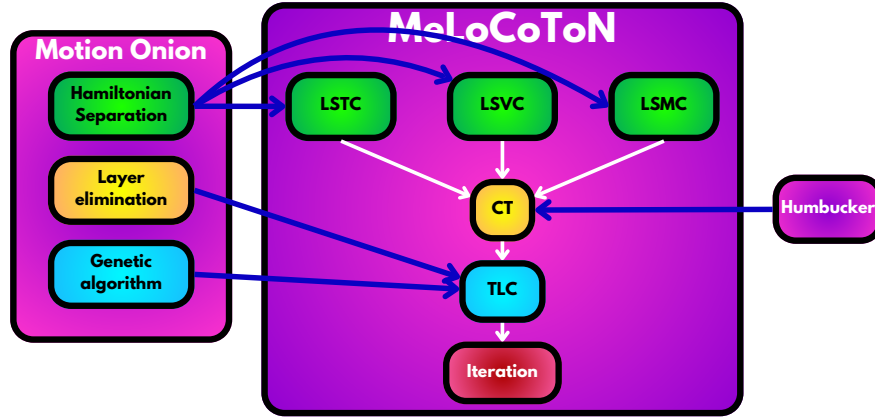 Motion Onion
Hamiltonian
Separation
Layer
elimination
Genetic
algorithm
MeLoCoToN
LSTC
LSVC
LSMC
CT
TLC
Iteration
Humbucker